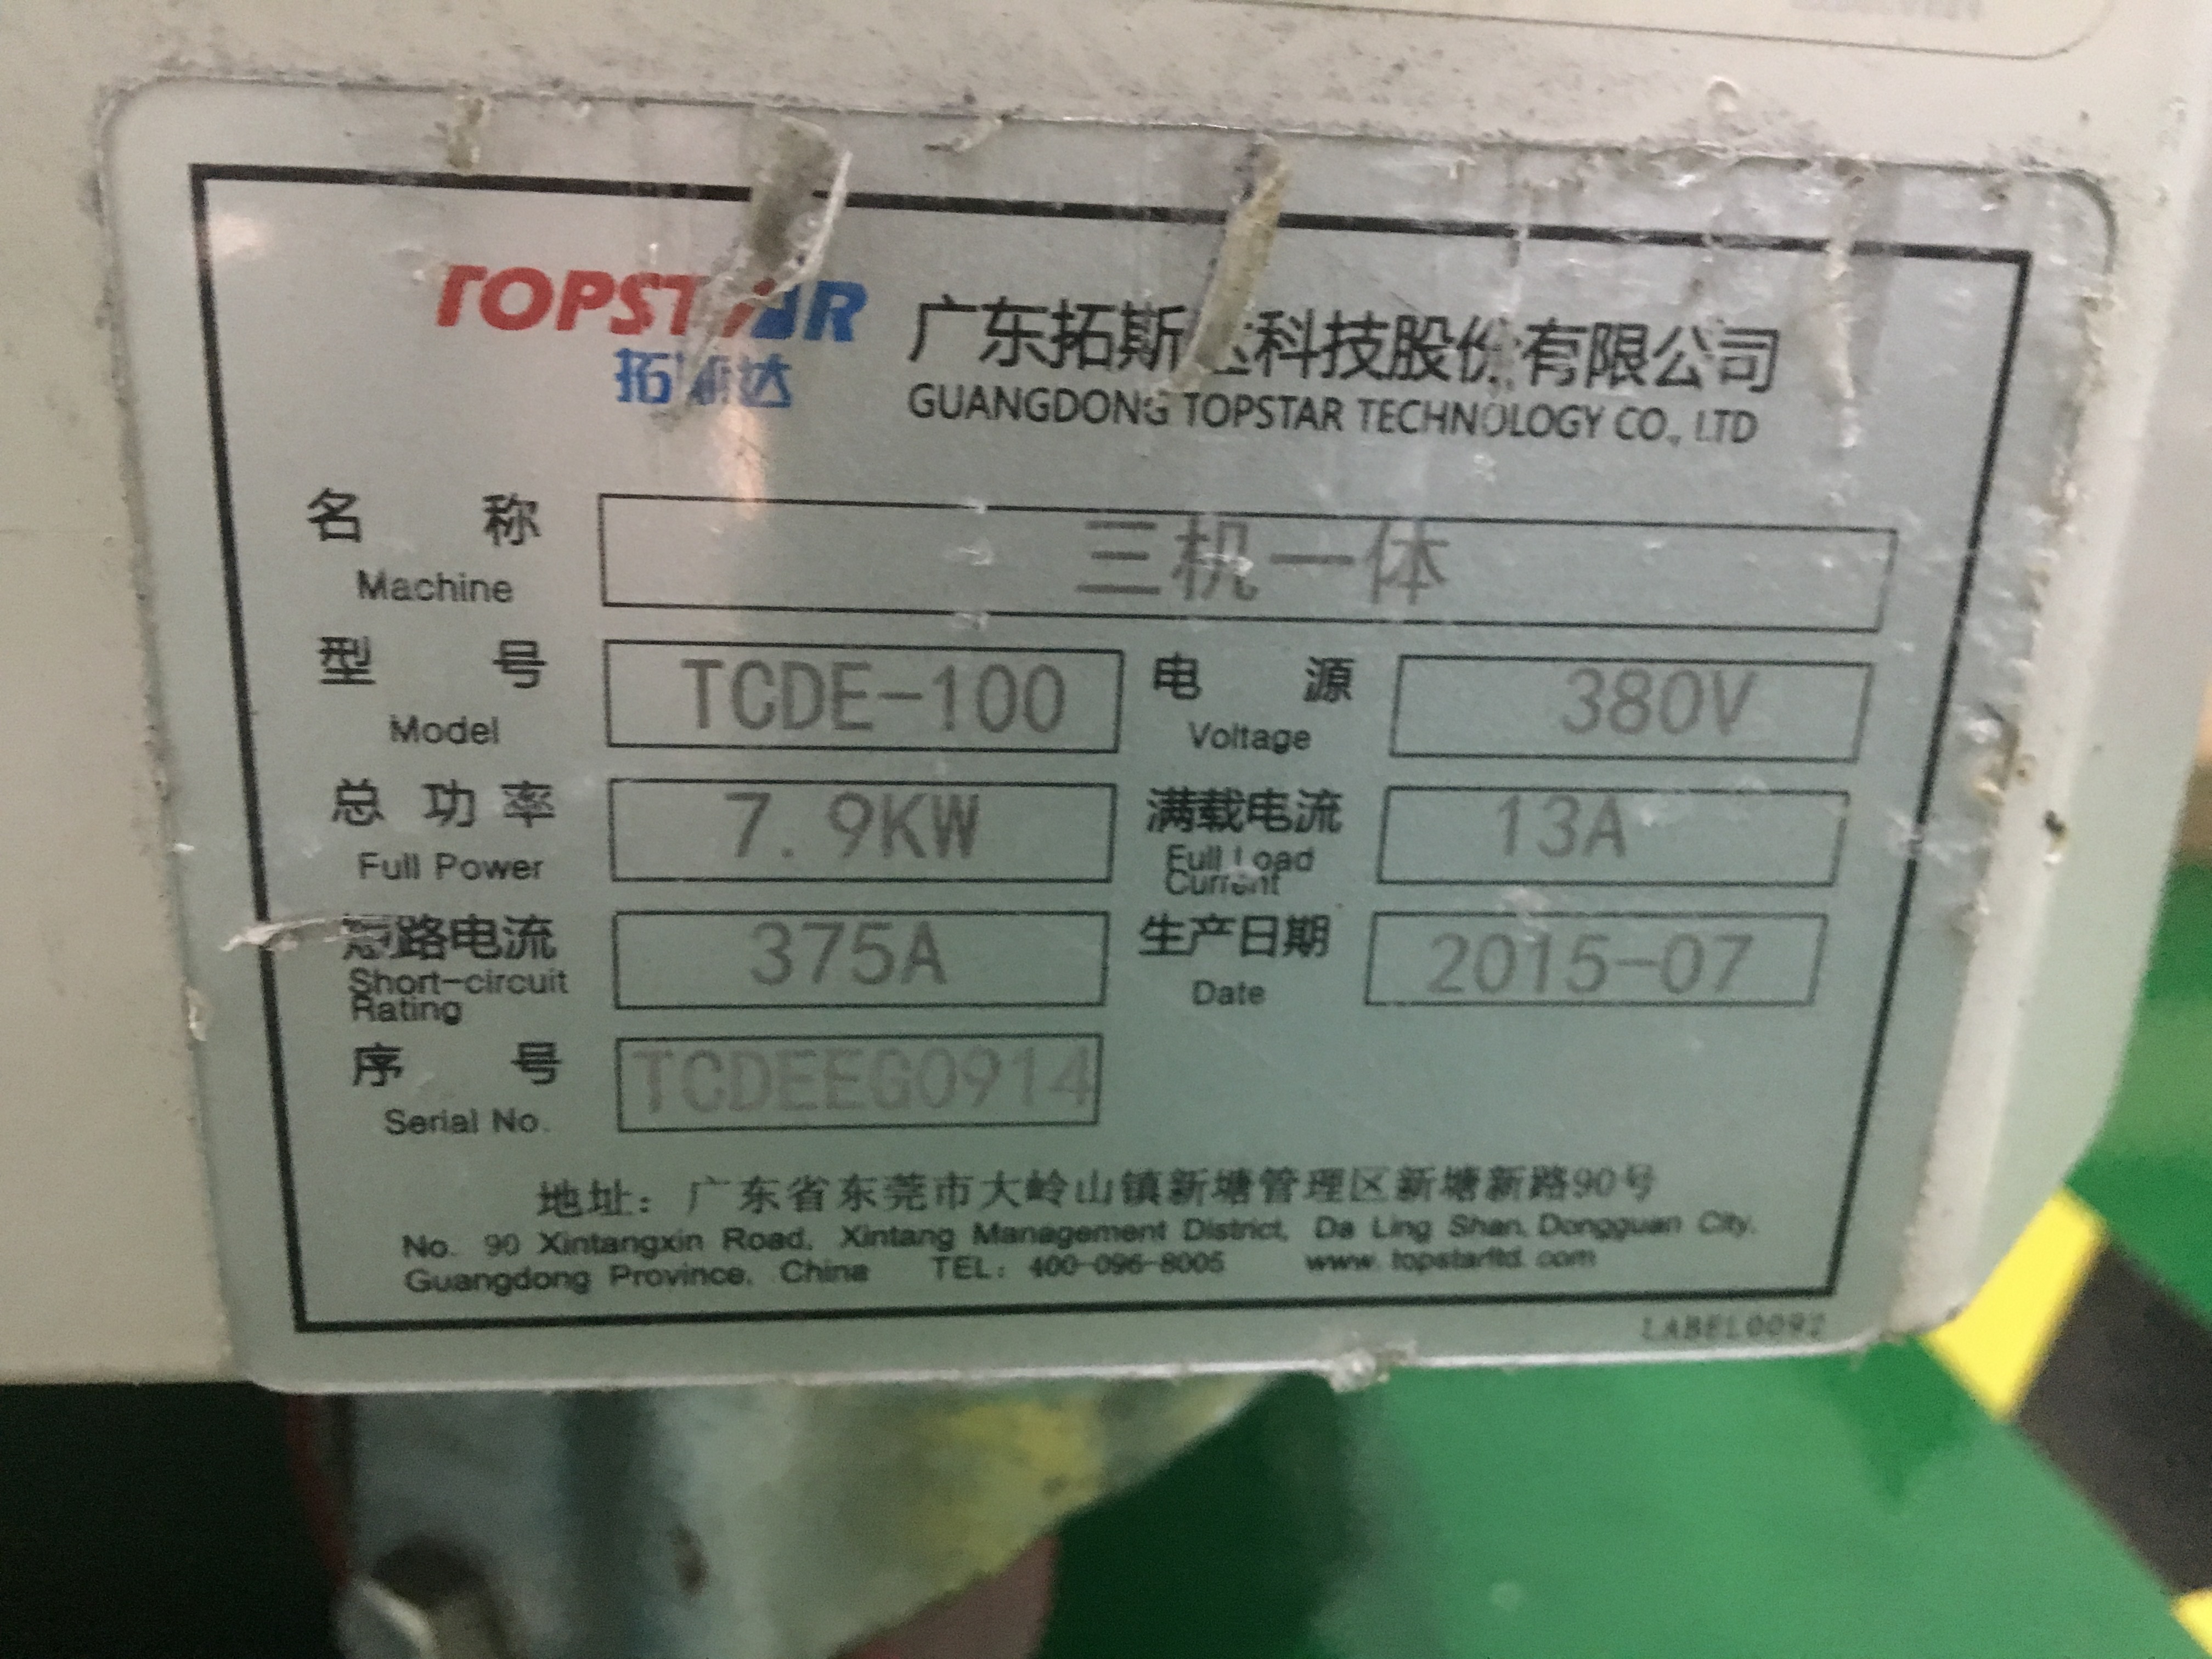 TOPSTAR
拓斯达
广东拓斯达科技股份有限公司
GUANGDONG TOPSTAR TECHNOLOGY CO., LTD
名 称 三机一体
Machine
型 号 TCDE-100 电 源 380V
Model Voltage
总 功 率 7.9KW 满载电流 13A
Full Power Full Load
Current
短路电流 375A 生产日期 2015-07
Short-circuit Date
Rating
序 号 TCDEEG0914
Serial No.
地址：广东省东莞市大岭山镇新塘管理区新塘新路90号
No. 90 Xintangxin Road, Xintang Management District, Da Ling Shan, Dongguan City,
Guangdong Province, China TEL: 400-096-8005 www.topstarltd.com
LABEL0092